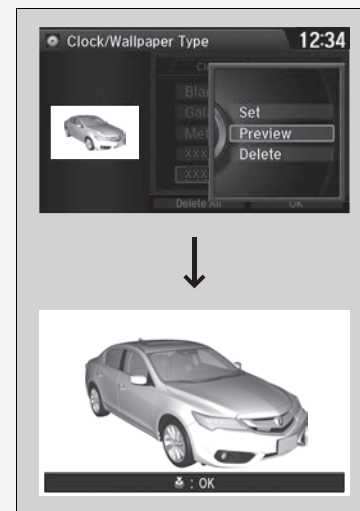 Clock/Wallpaper Type
12:34
Set
Preview
Delete
Delete All
OK
: OK